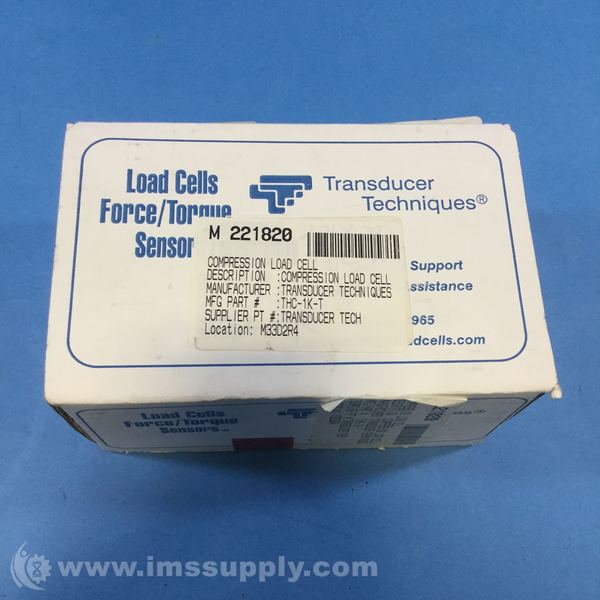 Load Cells
Force/Torque
Sensor
Transducer
Techniques®
M 221820
COMPRESSION LOAD CELL
DESCRIPTION :COMPRESSION LOAD CELL
MANUFACTURER :TRANSDUCER TECHNIQUES
MFG PART # :THC-1K-T
SUPPLIER PT #:TRANSDUCER TECH
Location: M33D2R4
Support
ssistance
965
adcells.com
Load Cells
Force/Torque
Sensors
www.imssupply.com